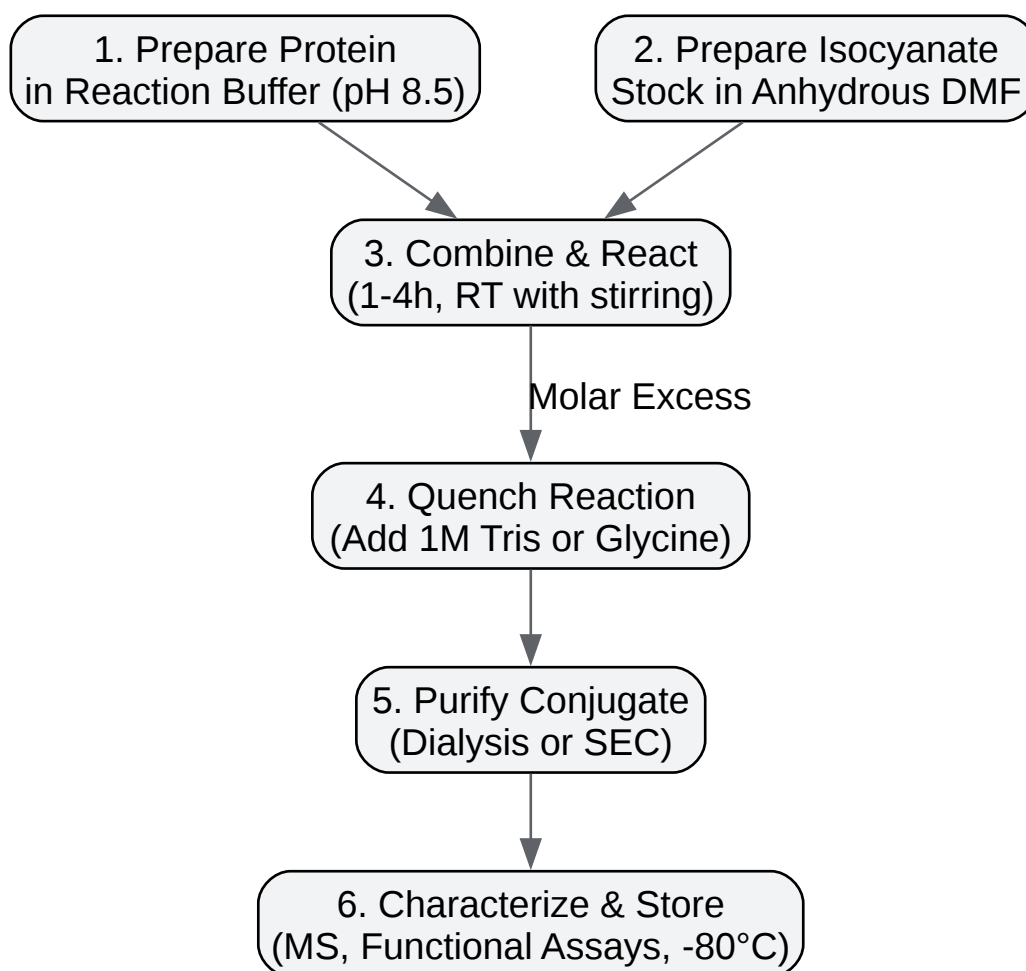 1. Prepare Protein
in Reaction Buffer (pH 8.5)
2. Prepare Isocyanate
Stock in Anhydrous DMF
3. Combine & React
(1-4h, RT with stirring)
Molar Excess
4. Quench Reaction
(Add 1M Tris or Glycine)
5. Purify Conjugate
(Dialysis or SEC)
6. Characterize & Store
(MS, Functional Assays, -80°C)